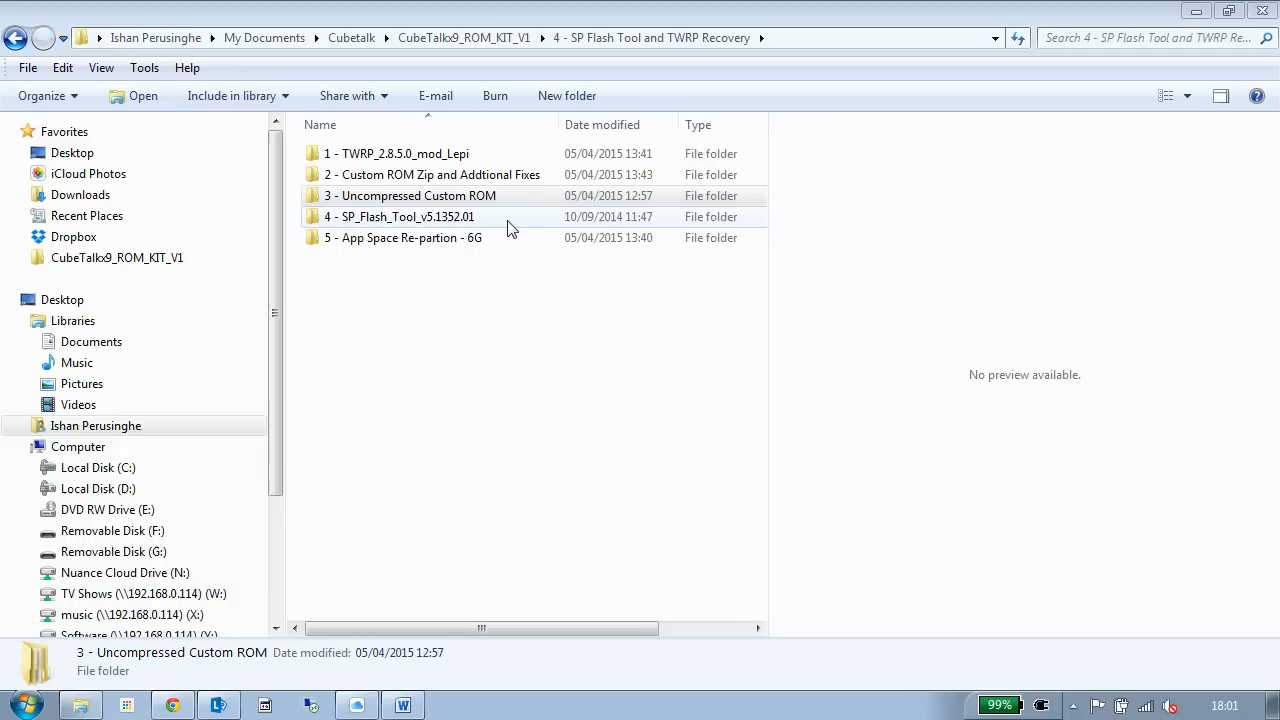 Ishan Perusinghe
My Documents
Cubetalk
CubeTalkx9_ROM_KIT_V1
4 - SP Flash Tool and TWRP Recovery
Search 4 - SP Flash Tool and TWRP Re...
File Edit View Tools Help
Organize
Open
Include in library
Share with
E-mail
Burn
New folder
Favorites
Desktop
iCloud Photos
Downloads
Recent Places
Dropbox
CubeTalkx9_ROM_KIT_V1
Desktop
Libraries
Documents
Music
Pictures
Videos
Ishan Perusinghe
Computer
Local Disk (C:)
Local Disk (D:)
DVD RW Drive (E:)
Removable Disk (F:)
Removable Disk (G:)
Nuance Cloud Drive (N:)
TV Shows (\\192.168.0.114) (W:)
music (\\192.168.0.114) (X:)
Software (\\192.168.0.114) (Y:)
Name Date modified Type
1 - TWRP_2.8.5.0_mod_Lepi 05/04/2015 13:41 File folder
2 - Custom ROM Zip and Addtional Fixes 05/04/2015 13:43 File folder
3 - Uncompressed Custom ROM 05/04/2015 12:57 File folder
4 - SP_Flash_Tool_v5.1352.01 10/09/2014 11:47 File folder
5 - App Space Re-partion - 6G 05/04/2015 13:40 File folder
No preview available.
3 - Uncompressed Custom ROM Date modified: 05/04/2015 12:57
File folder
99%
18:01